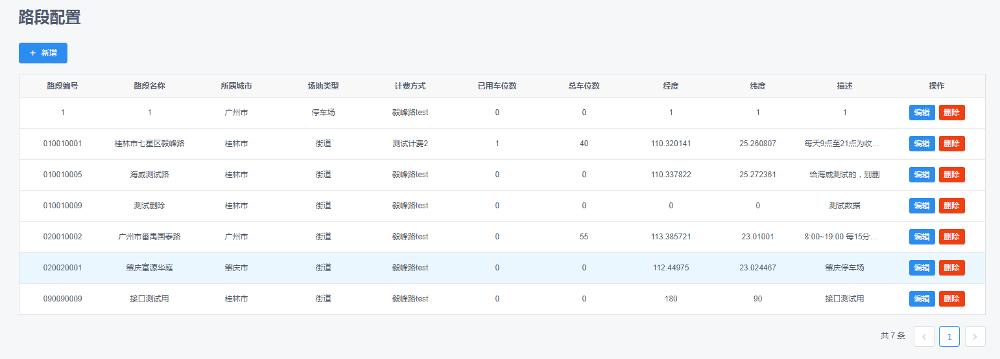 路段配置
+ 新增
路段编号 路段名称 所属城市 场地类型 计费方式 已用车位数 总车位数 经度 纬度 描述 操作
1 1 广州市 停车场 毅峰路test 0 0 1 1 1 编辑 删除
010010001 桂林市七星区毅峰路 桂林市 街道 测试计费2 1 40 110.320141 25.260807 每天9点至21点为收... 编辑 删除
010010005 海威测试路 桂林市 街道 毅峰路test 0 0 110.337822 25.272361 给海威测试的，别删 编辑 删除
010010009 测试删除 桂林市 街道 毅峰路test 0 0 0 0 测试数据 编辑 删除
020010002 广州市番禺国泰路 广州市 街道 毅峰路test 0 55 113.385721 23.01001 8:00~19:00 每15分... 编辑 删除
020020001 肇庆富源华庭 肇庆市 街道 毅峰路test 0 0 112.44975 23.024467 肇庆停车场 编辑 删除
090090009 接口测试用 桂林市 街道 毅峰路test 0 0 180 90 接口测试用 编辑 删除
共 7 条 < 1 >